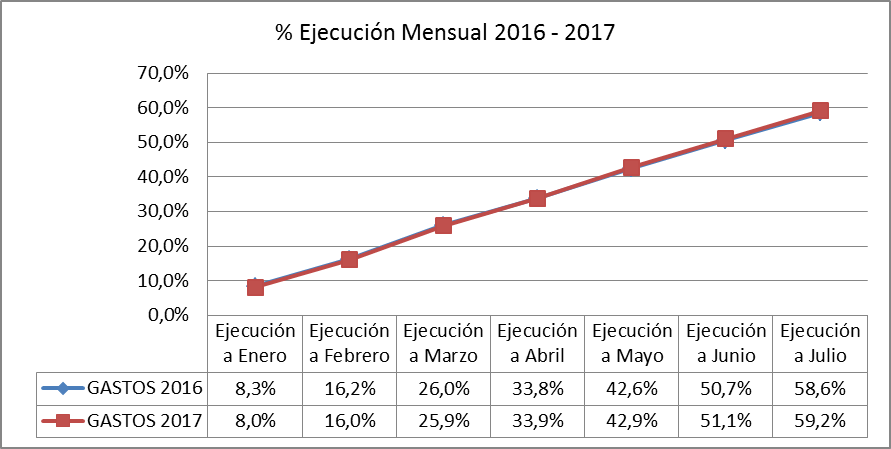 % Ejecución Mensual 2016 - 2017
70,0%
60,0%
50,0%
40,0%
30,0%
20,0%
10,0%
0,0%
Ejecución a Enero Ejecución a Febrero Ejecución a Marzo Ejecución a Abril Ejecución a Mayo Ejecución a Junio Ejecución a Julio
GASTOS 2016 8,3% 16,2% 26,0% 33,8% 42,6% 50,7% 58,6%
GASTOS 2017 8,0% 16,0% 25,9% 33,9% 42,9% 51,1% 59,2%